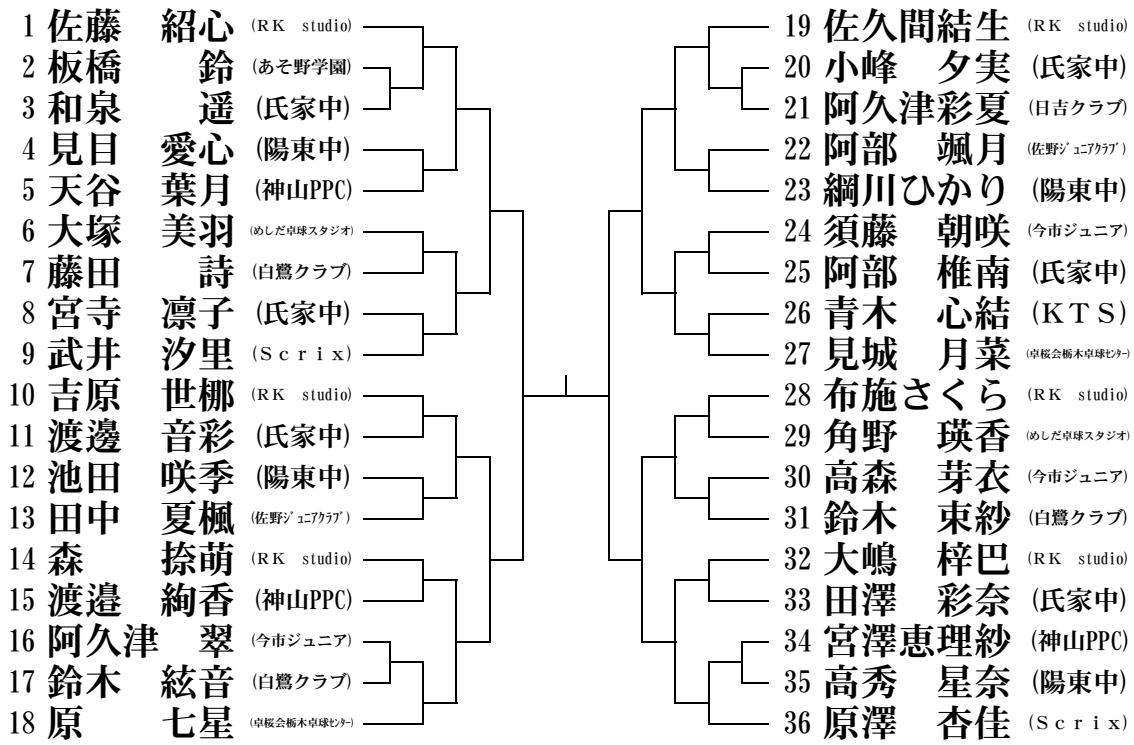 1 佐藤　紹心 (RK studio)
2 板橋　鈴 (あそ野学園)
3 和泉　遥 (氏家中)
4 見目　愛心 (陽東中)
5 天谷　葉月 (神山PPC)
6 大塚　美羽 (めしだ卓球スタジオ)
7 藤田　詩 (白鷺クラブ)
8 宮寺　凛子 (氏家中)
9 武井　汐里 (Ｓｃｒｉｘ)
10 吉原　世梛 (RK studio)
11 渡邊　音彩 (氏家中)
12 池田　咲季 (陽東中)
13 田中　夏楓 (佐野ジュニアクラブ)
14 森　捺萌 (RK studio)
15 渡邉　絢香 (神山PPC)
16 阿久津　翠 (今市ジュニア)
17 鈴木　絃音 (白鷺クラブ)
18 原　七星 (卓桜会栃木卓球センター)
19 佐久間結生 (RK studio)
20 小峰　夕実 (氏家中)
21 阿久津彩夏 (日吉クラブ)
22 阿部　颯月 (佐野ジュニアクラブ)
23 綱川ひかり (陽東中)
24 須藤　朝咲 (今市ジュニア)
25 阿部　椎南 (氏家中)
26 青木　心結 (ＫＴＳ)
27 見城　月菜 (卓桜会栃木卓球センター)
28 布施さくら (RK studio)
29 角野　瑛香 (めしだ卓球スタジオ)
30 高森　芽衣 (今市ジュニア)
31 鈴木　束紗 (白鷺クラブ)
32 大嶋　梓巴 (RK studio)
33 田澤　彩奈 (氏家中)
34 宮澤恵理紗 (神山PPC)
35 高秀　星奈 (陽東中)
36 原澤　杏佳 (Ｓｃｒｉｘ)